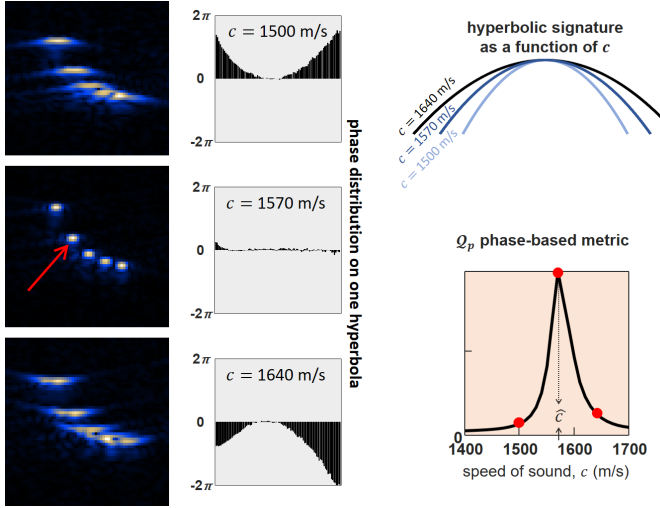 2π
c = 1500 m/s
0
-2π
2π
c = 1570 m/s
0
-2π
2π
c = 1640 m/s
0
-2π
phase distribution on one hyperbola
hyperbolic signature
as a function of c
c = 1640 m/s
c = 1570 m/s
c = 1500 m/s
Qp phase-based metric
ĉ
0
1400 1500 1600 1700
speed of sound, c (m/s)